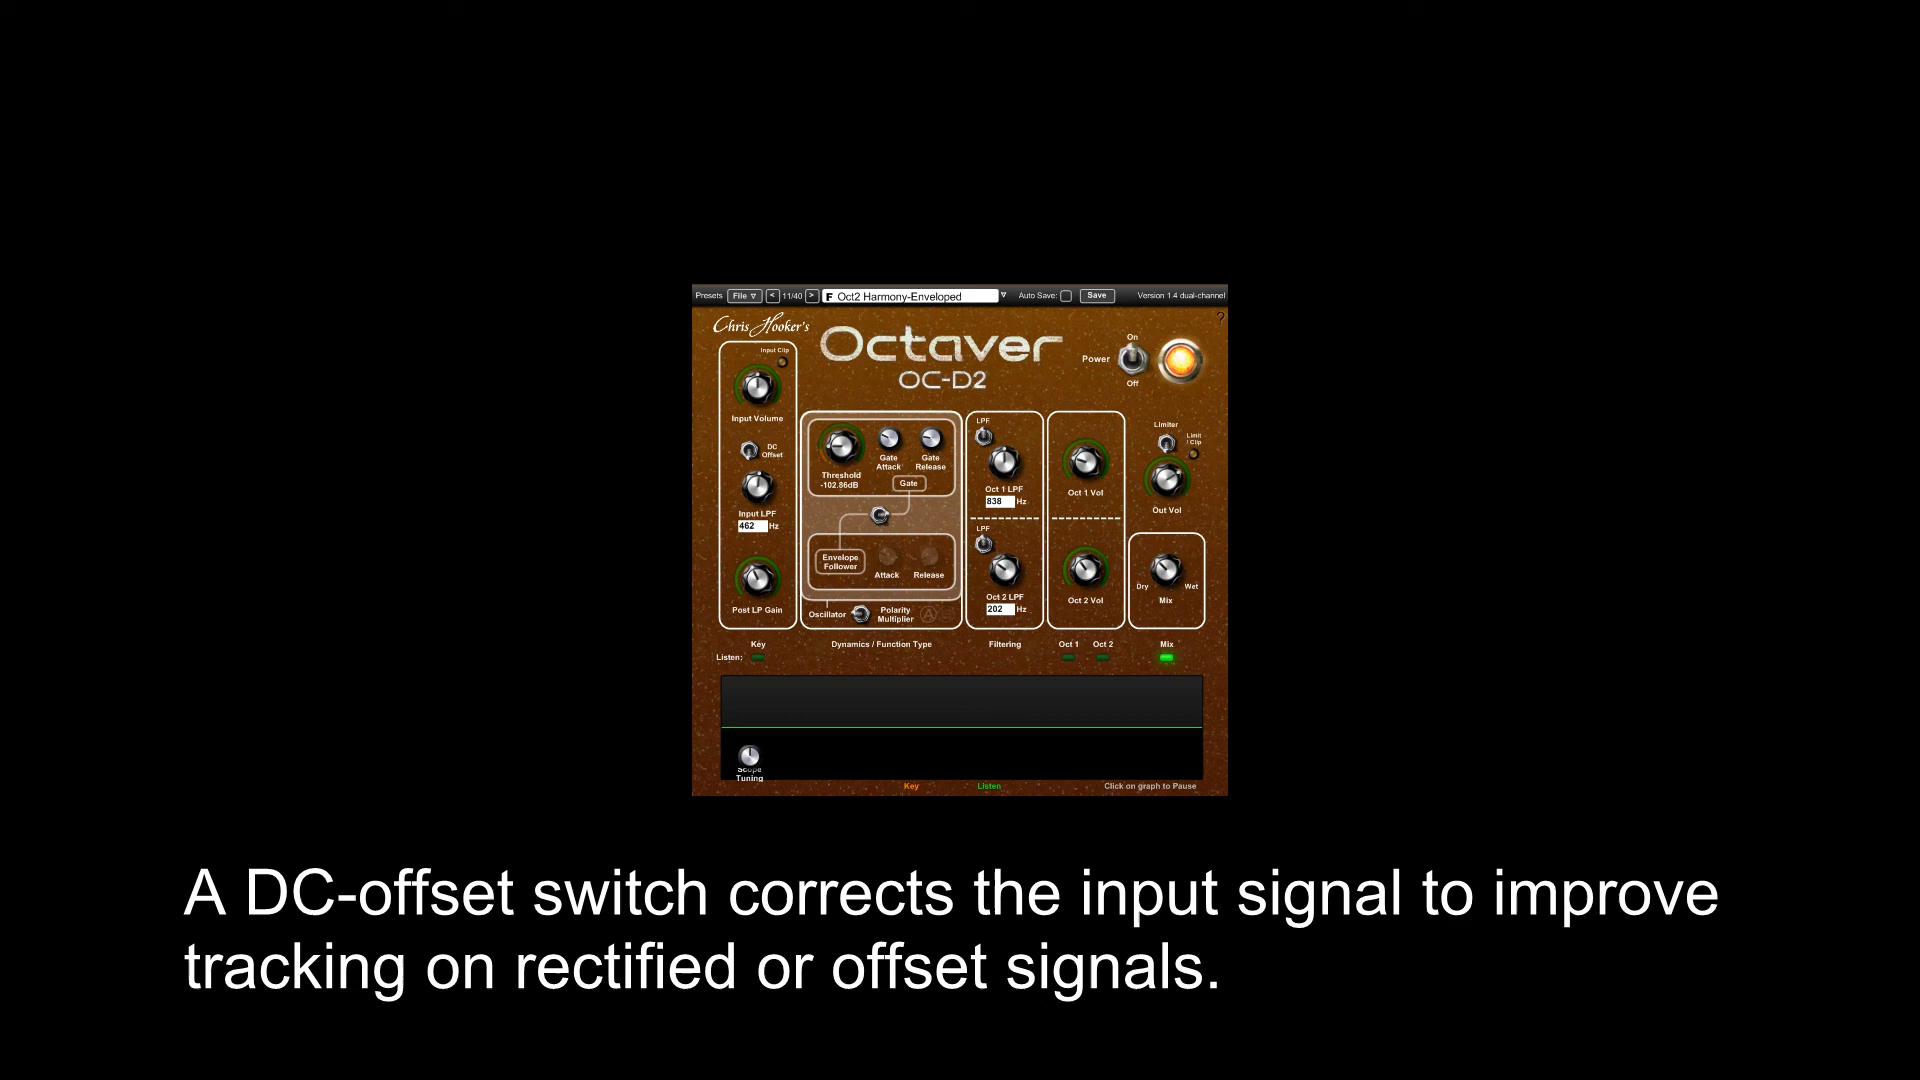 Presets File ▽ < 11/40 > F Oct2 Harmony-Enveloped ▽ Auto Save: Save Version 1.4 dual-channel
Chris Hooker's
?
Octaver
OC-D2
Power
On
Off
Input Clip
Input Volume
DC
Offset
Input LPF
462 Hz
Post LP Gain
Threshold
-102.86dB
Gate
Attack
Gate
Release
Gate
Envelope
Follower
Attack
Release
Oscillator
Polarity
Multiplier
A
LPF
Oct 1 LPF
838 Hz
LPF
Oct 2 LPF
202 Hz
Oct 1 Vol
Oct 2 Vol
Limiter
Limit
/ Clip
Out Vol
Dry
Wet
Mix
Key
Dynamics / Function Type
Filtering
Oct 1
Oct 2
Mix
Listen:
Scope
Tuning
Key
Listen
Click on graph to Pause
A DC-offset switch corrects the input signal to improve
tracking on rectified or offset signals.